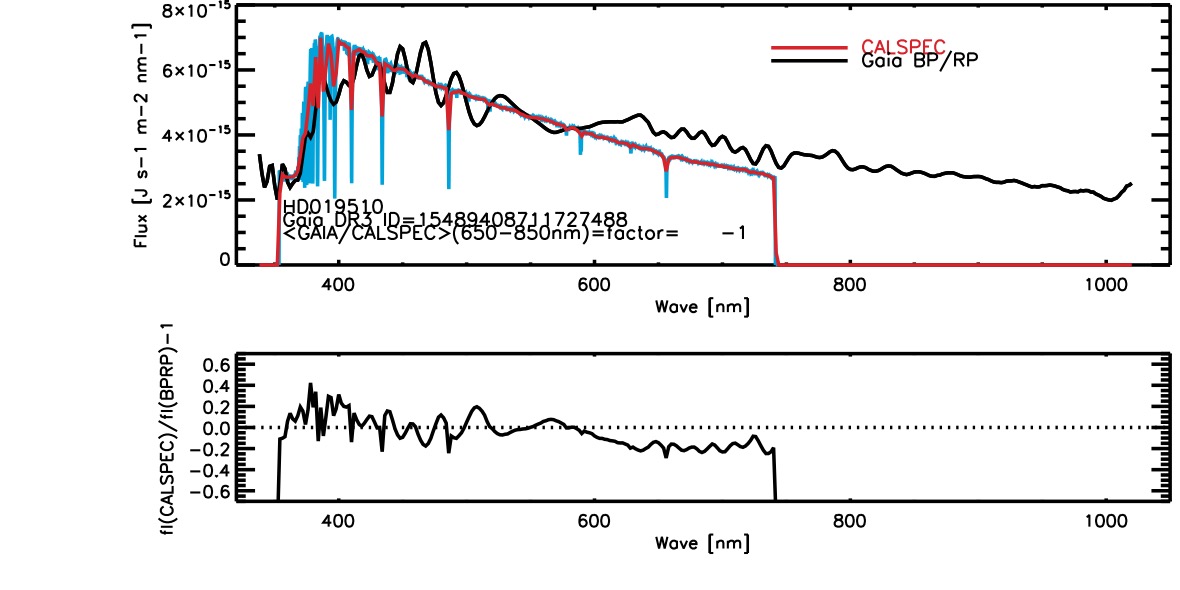 8×10−15
6×10−15
4×10−15
2×10−15
0
Flux [J s−1 m−2 nm−1]
CALSPEC
Gaia BP/RP
HD019510
Gaia DR3 ID=15489408711727488
<GAIA/CALSPEC>(650−850nm)=factor= −1
400 600 800 1000
Wave [nm]
fl(CALSPEC)/fl(BPRP)−1
0.6
0.4
0.2
0.0
−0.2
−0.4
−0.6
400 600 800 1000
Wave [nm]